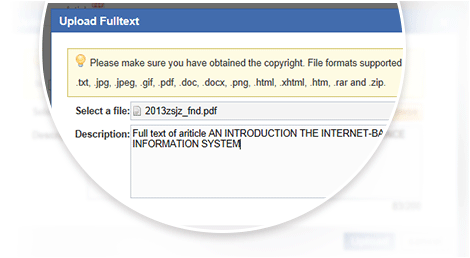 Upload Fulltext
Please make sure you have obtained the copyright. File formats supported
.txt, .jpg, .jpeg, .gif, .pdf, .doc, .docx, .png, .html, .xhtml, .htm, .rar and .zip.
Select a file: 2013zsjz_fnd.pdf
Description: Full text of ariticle AN INTRODUCTION THE INTERNET-BA
INFORMATION SYSTEM